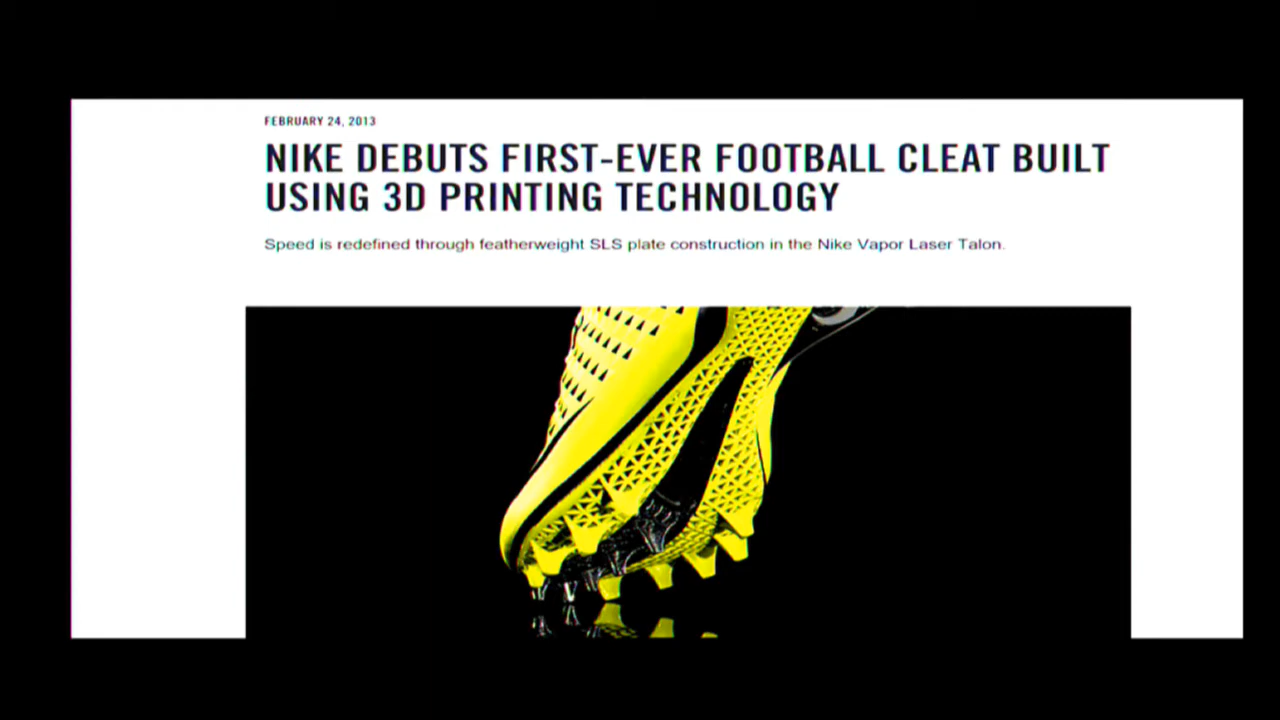 FEBRUARY 24, 2013
NIKE DEBUTS FIRST-EVER FOOTBALL CLEAT BUILT
USING 3D PRINTING TECHNOLOGY
Speed is redefined through featherweight SLS plate construction in the Nike Vapor Laser Talon.